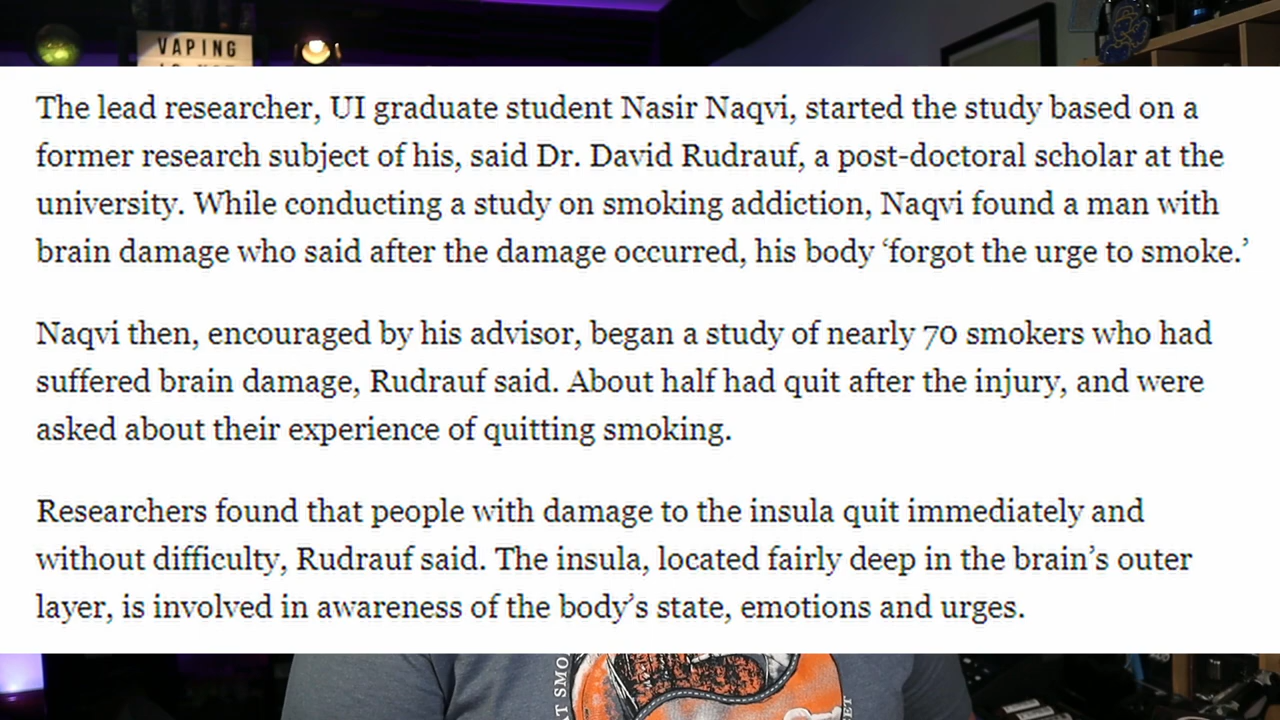 VAPING
The lead researcher, UI graduate student Nasir Naqvi, started the study based on a
former research subject of his, said Dr. David Rudrauf, a post-doctoral scholar at the
university. While conducting a study on smoking addiction, Naqvi found a man with
brain damage who said after the damage occurred, his body ‘forgot the urge to smoke.’
Naqvi then, encouraged by his advisor, began a study of nearly 70 smokers who had
suffered brain damage, Rudrauf said. About half had quit after the injury, and were
asked about their experience of quitting smoking.
Researchers found that people with damage to the insula quit immediately and
without difficulty, Rudrauf said. The insula, located fairly deep in the brain’s outer
layer, is involved in awareness of the body’s state, emotions and urges.